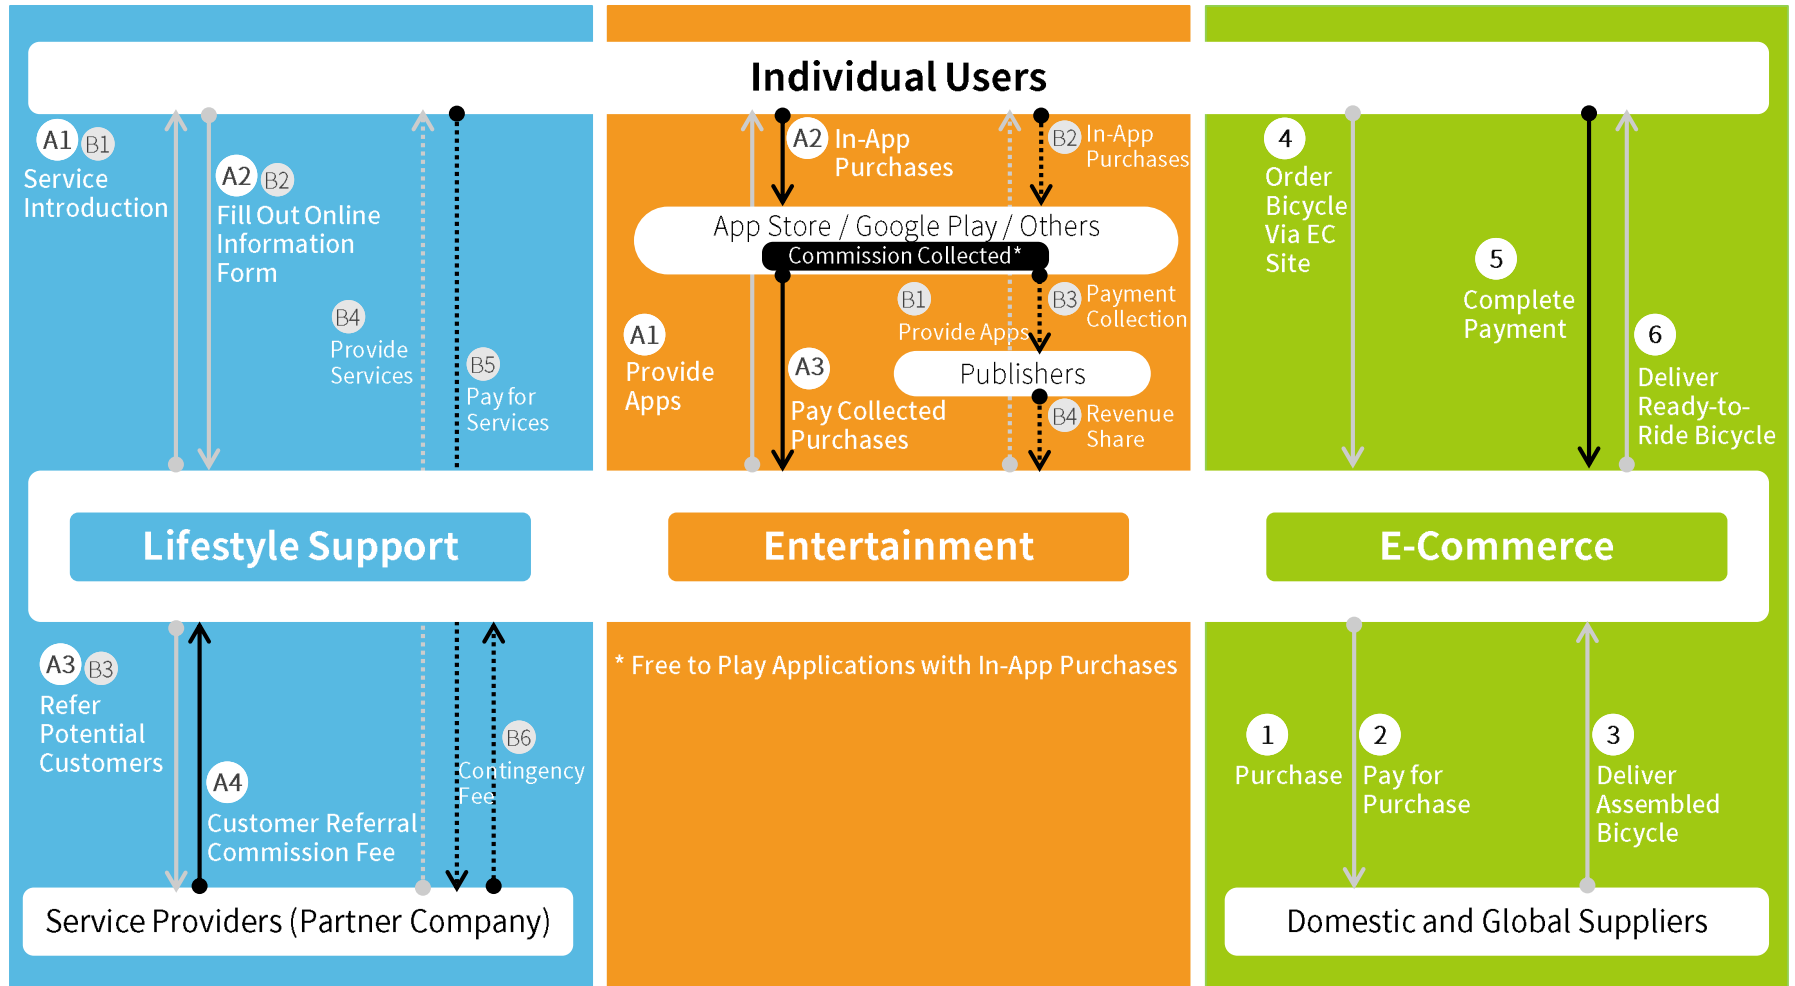 Individual Users
A1 B1
Service
Introduction
A2 B2
Fill Out Online
Information
Form
B4
Provide
Services
B5
Pay for
Services
A2 In-App
Purchases
B2 In-App
Purchases
App Store / Google Play / Others
Commission Collected*
A1
Provide
Apps
A3
Pay Collected
Purchases
B1
Provide Apps
B3 Payment
Collection
Publishers
B4 Revenue
Share
4
Order
Bicycle
Via EC
Site
5
Complete
Payment
6
Deliver
Ready-to-
Ride Bicycle
Lifestyle Support
Entertainment
E-Commerce
A3 B3
Refer
Potential
Customers
A4
Customer Referral
Commission Fee
B6
Contingency
Fee
* Free to Play Applications with In-App Purchases
1
Purchase
2
Pay for
Purchase
3
Deliver
Assembled
Bicycle
Service Providers (Partner Company)
Domestic and Global Suppliers